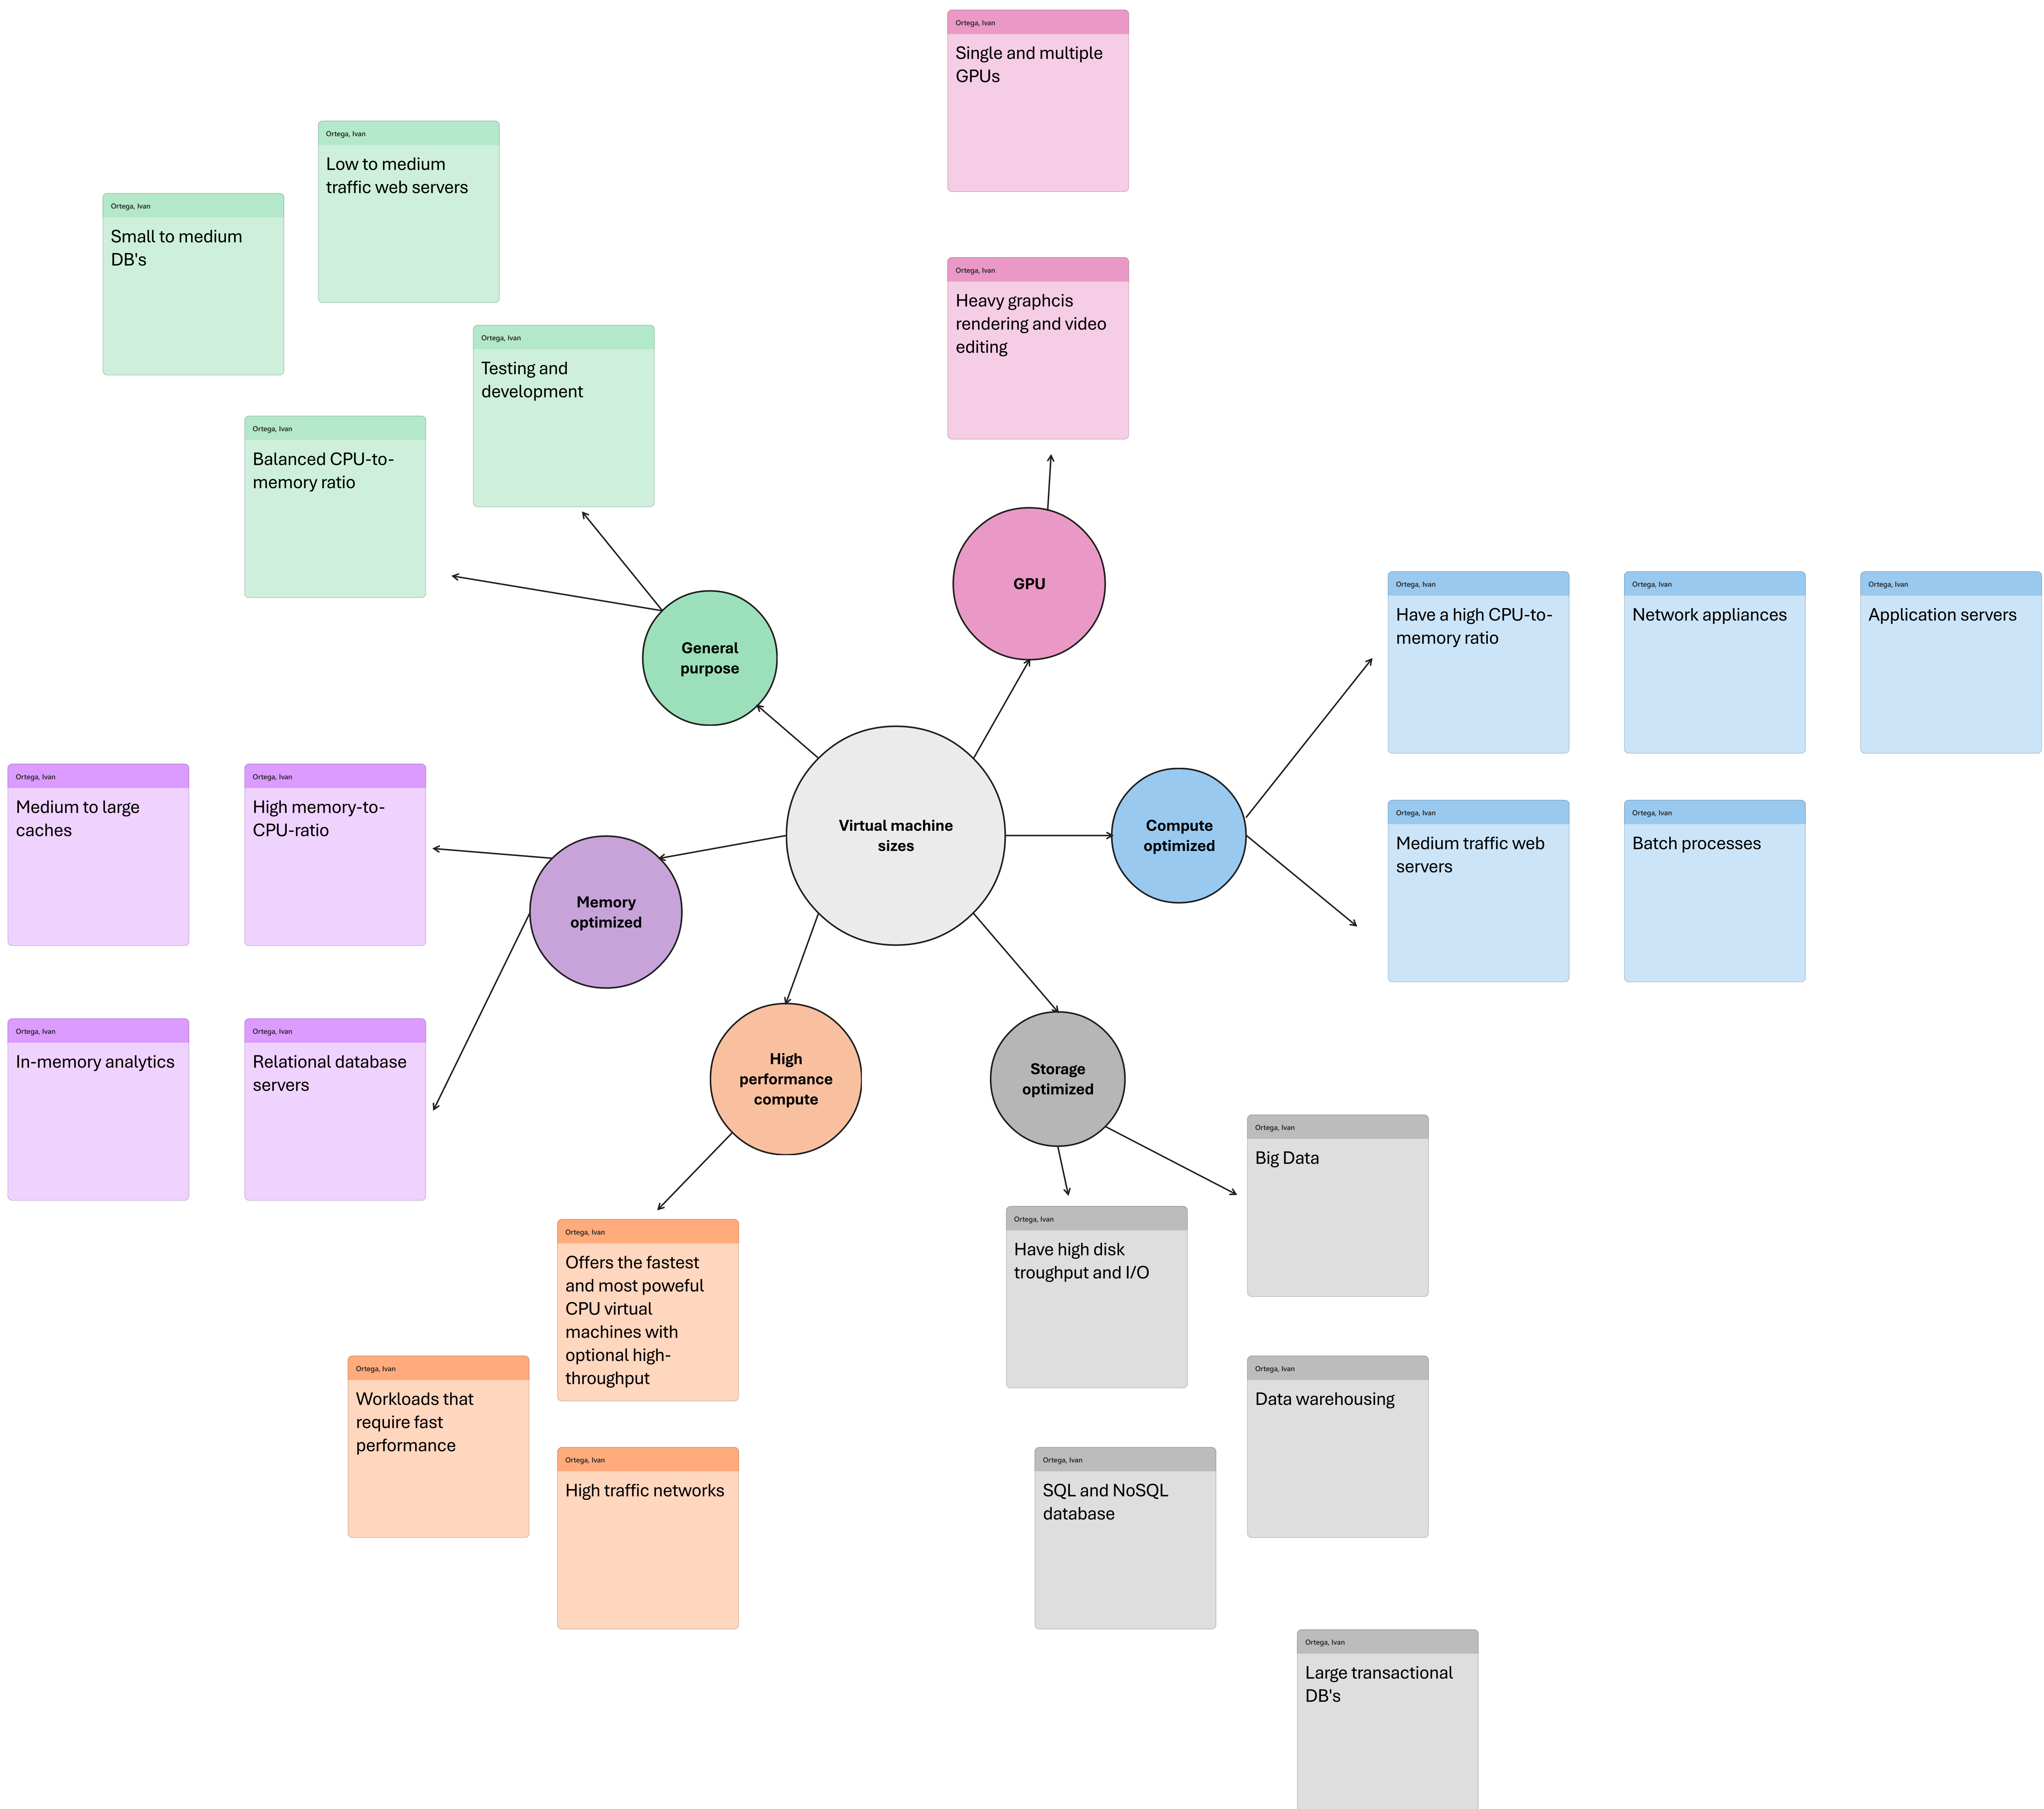 Ortega, Ivan
Single and multiple
GPUs
Ortega, Ivan
Low to medium
traffic web servers
Ortega, Ivan
Small to medium
DB's
Ortega, Ivan
Heavy graphcis
rendering and video
editing
Ortega, Ivan
Testing and
development
Ortega, Ivan
Balanced CPU-to-
memory ratio
GPU
General
purpose
Ortega, Ivan
Have a high CPU-to-
memory ratio
Ortega, Ivan
Network appliances
Ortega, Ivan
Application servers
Ortega, Ivan
Medium to large
caches
Ortega, Ivan
High memory-to-
CPU-ratio
Virtual machine
sizes
Compute
optimized
Ortega, Ivan
Medium traffic web
servers
Ortega, Ivan
Batch processes
Memory
optimized
Ortega, Ivan
In-memory analytics
Ortega, Ivan
Relational database
servers
High
performance
compute
Storage
optimized
Ortega, Ivan
Big Data
Ortega, Ivan
Have high disk
troughput and I/O
Ortega, Ivan
Offers the fastest
and most poweful
CPU virtual
machines with
optional high-
throughput
Ortega, Ivan
Workloads that
require fast
performance
Ortega, Ivan
Data warehousing
Ortega, Ivan
High traffic networks
Ortega, Ivan
SQL and NoSQL
database
Ortega, Ivan
Large transactional
DB's